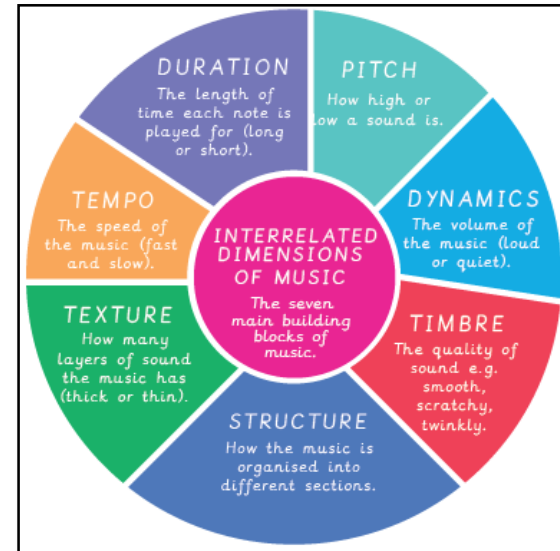 DURATION
The length of
time each note is
played for (long
or short).
PITCH
How high or
low a sound is.
DYNAMICS
The volume of
the music (loud
or quiet).
TIMBRE
The quality of
sound e.g.
smooth,
scratchy,
twinkly.
STRUCTURE
How the music is
organised into
different sections.
TEXTURE
How many
layers of sound
the music has
(thick or thin).
TEMPO
The speed of
the music (fast
and slow).
INTERRELATED
DIMENSIONS
OF MUSIC
The seven
main building
blocks of
music.